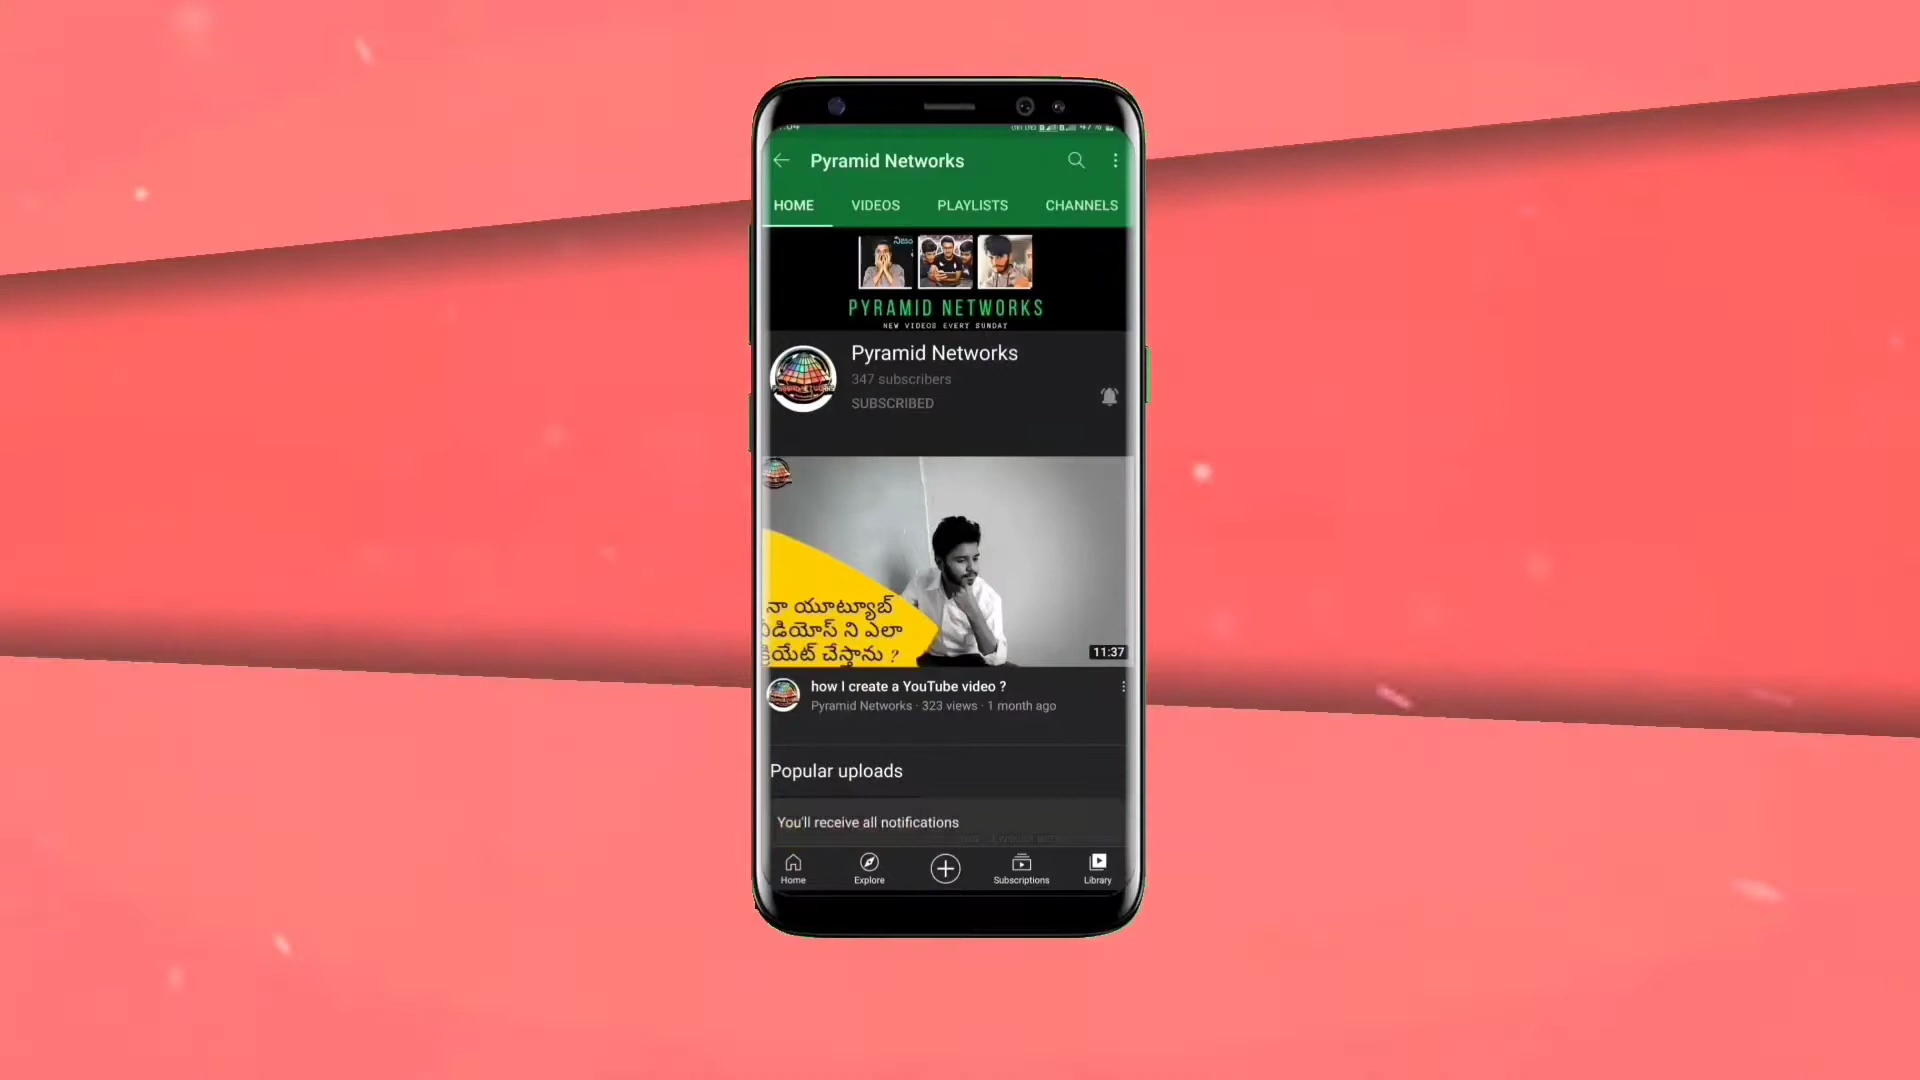 Pyramid Networks
HOME VIDEOS PLAYLISTS CHANNELS
నిజం
PYRAMID NETWORKS
NEW VIDEOS EVERY SUNDAY
Pyramid Networks
347 subscribers
SUBSCRIBED
నా యూట్యూబ్
వీడియోస్ ని ఎలా
క్రియేట్ చేస్తాను ?
11:37
how I create a YouTube video ?
Pyramid Networks · 323 views · 1 month ago
Popular uploads
You'll receive all notifications
Home Explore Subscriptions Library